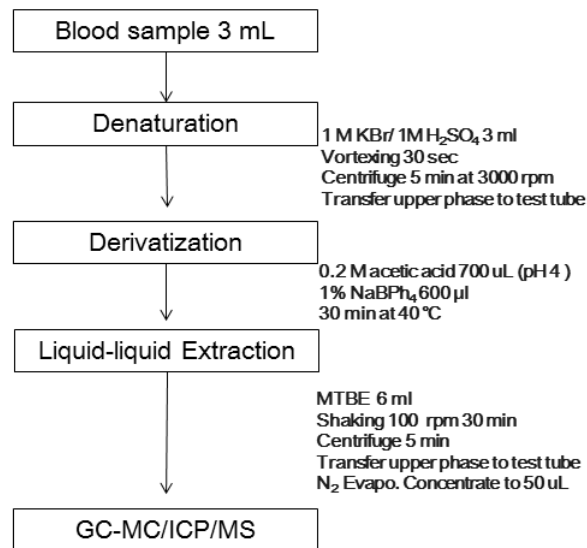 Blood sample 3 mL
Denaturation
1 M KBr/ 1M H₂SO₄ 3 ml
Vortexing 30 sec
Centrifuge 5 min at 3000 rpm
Transfer upper phase to test tube
Derivatization
0.2 M acetic acid 700 uL (pH 4 )
1% NaBPh₄ 600 µl
30 min at 40 °C
Liquid-liquid Extraction
MTBE 6 ml
Shaking 100 rpm 30 min
Centrifuge 5 min
Transfer upper phase to test tube
N₂ Evapo. Concentrate to 50 uL
GC-MC/ICP/MS